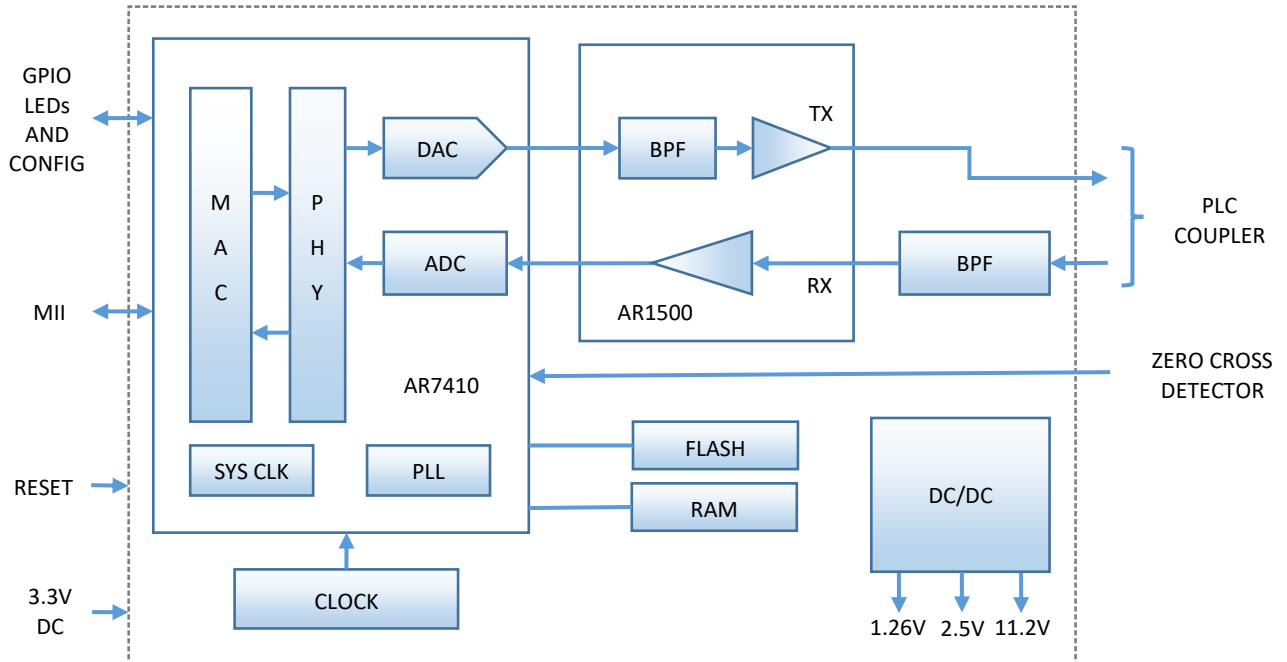 GPIO
LEDs
AND
CONFIG
MII
RESET
3.3V
DC
M
A
C
P
H
Y
DAC
ADC
AR7410
SYS CLK
PLL
CLOCK
BPF
TX
RX
AR1500
BPF
FLASH
RAM
DC/DC
1.26V 2.5V 11.2V
PLC
COUPLER
ZERO CROSS
DETECTOR